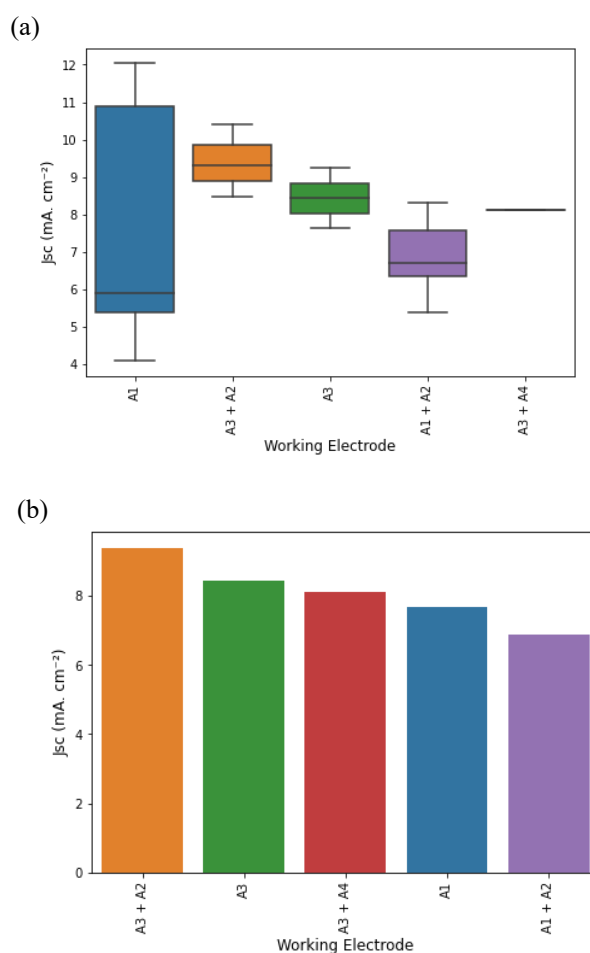 (a)
12
11
10
9
8
7
6
5
4
Jsc (mA. cm⁻²)
A1
A3 + A2
A3
A1 + A2
A3 + A4
Working Electrode
(b)
8
6
4
2
0
Jsc (mA. cm⁻²)
A3 + A2
A3
A3 + A4
A1
A1 + A2
Working Electrode